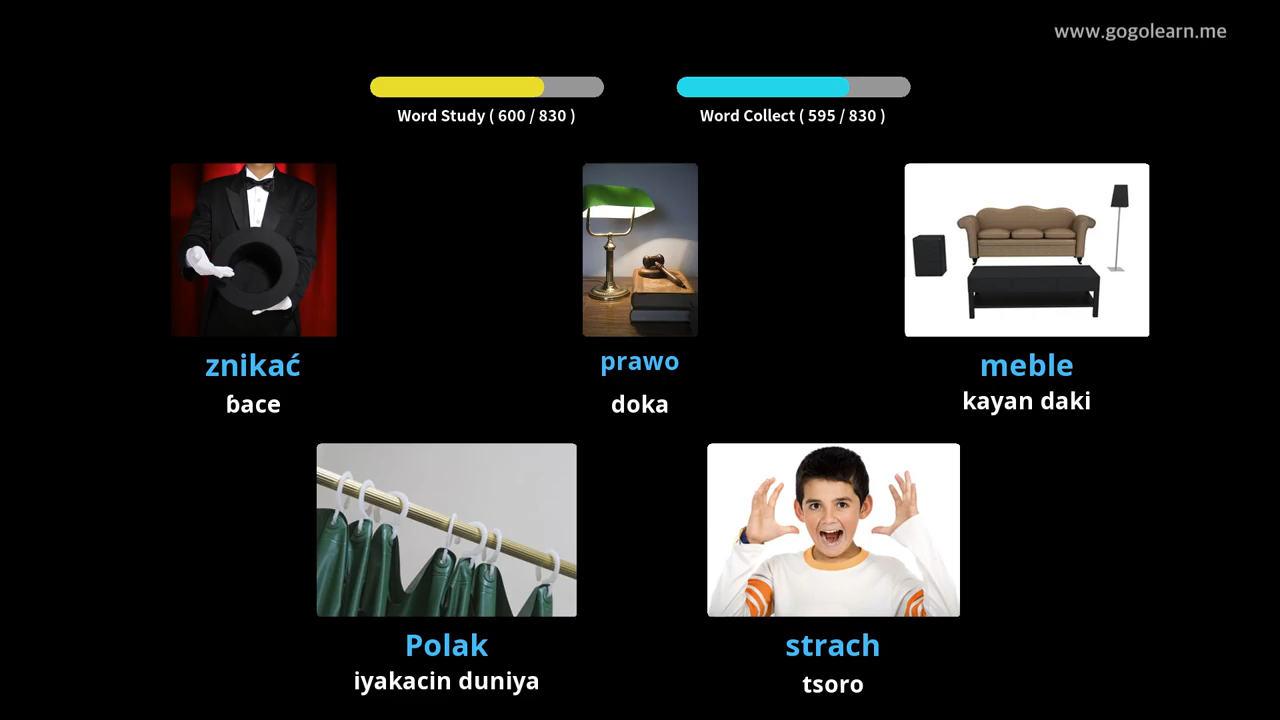 www.gogolearn.me
Word Study ( 600 / 830 )
Word Collect ( 595 / 830 )
znikać
ɓace
prawo
doka
meble
kayan daki
Polak
iyakacin duniya
strach
tsoro